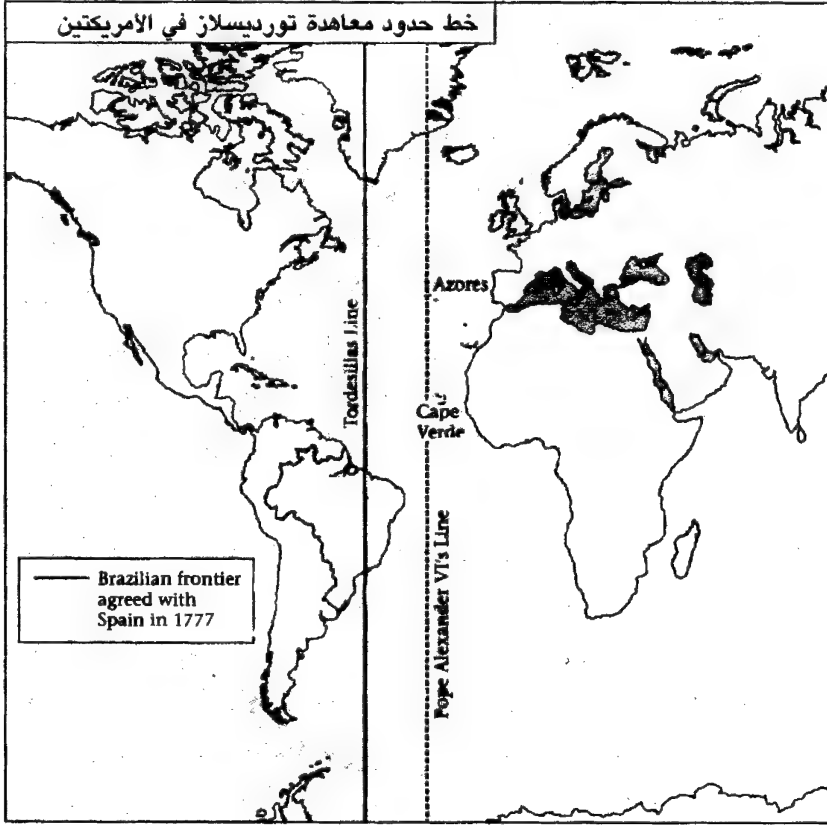 خط حدود معاهدة تورديسلاز في الأمريكتين
Azores
Tordesillas Line
Cape
Verde
Pope Alexander VI's Line
Brazilian frontier
agreed with
Spain in 1777